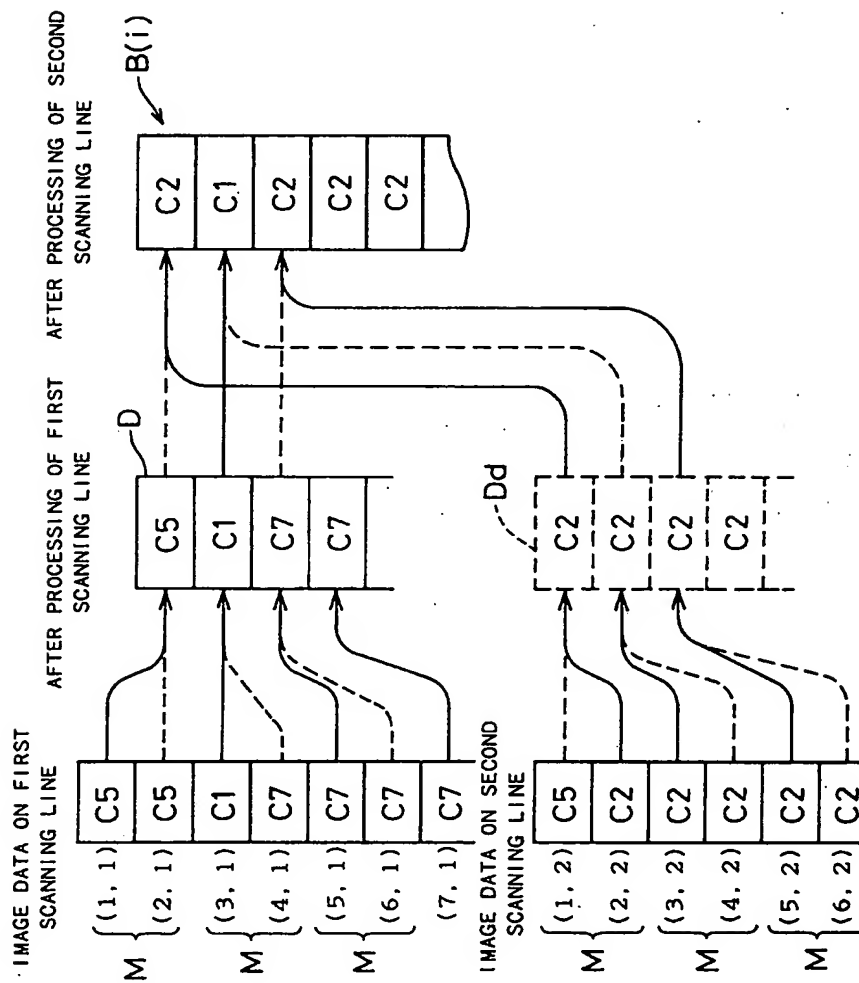 IMAGE DATA ON FIRST
SCANNING LINE
AFTER PROCESSING OF FIRST
SCANNING LINE
AFTER PROCESSING OF SECOND
SCANNING LINE
D
B(i)
M
(1, 1)
C5
(2, 1)
C5
M
(3, 1)
C1
(4, 1)
C7
M
(5, 1)
C7
(6, 1)
C7
(7, 1)
C7
C5
C1
C7
C7
C2
C1
C2
C2
C2
IMAGE DATA ON SECOND
SCANNING LINE
Dd
M
(1, 2)
C5
(2, 2)
C2
M
(3, 2)
C2
(4, 2)
C2
M
(5, 2)
C2
(6, 2)
C2
C2
C2
C2
C2